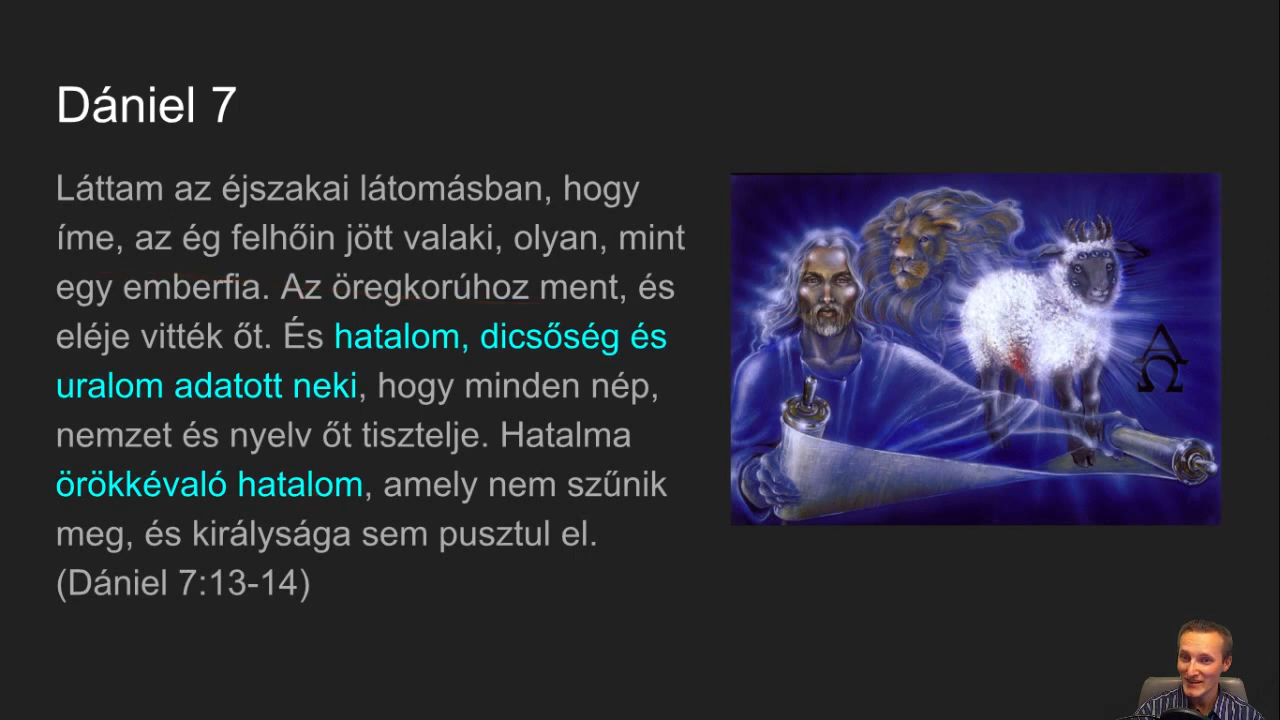 Dániel 7
Láttam az éjszakai látomásban, hogy
íme, az ég felhőin jött valaki, olyan, mint
egy emberfia. Az öregkorúhoz ment, és
eléje vitték őt. És hatalom, dicsőség és
uralom adatott neki, hogy minden nép,
nemzet és nyelv őt tisztelje. Hatalma
örökkévaló hatalom, amely nem szűnik
meg, és királysága sem pusztul el.
(Dániel 7:13-14)
Α
Ω